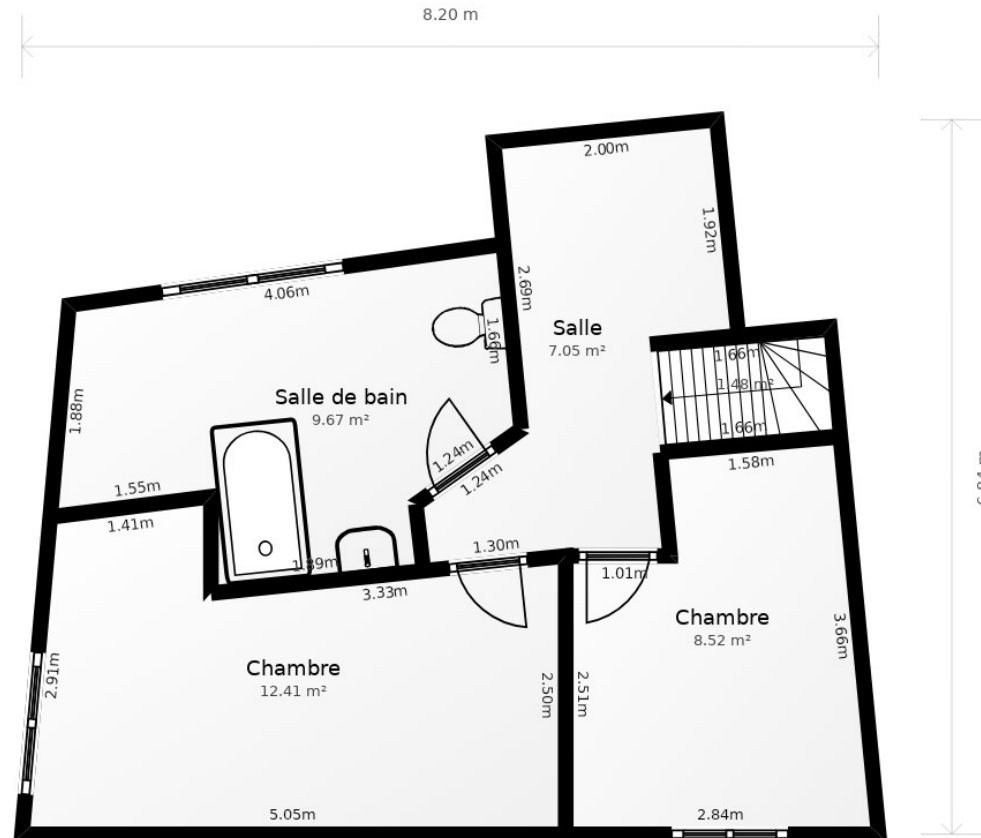 8.20 m
2.00m
1.92m
4.06m
2.69m
Salle
7.05 m²
1.66m
1.66m
1.48 m²
1.88m
Salle de bain
9.67 m²
1.66m
1.24m
1.24m
1.58m
1.55m
1.41m
1.30m
1.89m
3.33m
1.01m
Chambre
8.52 m²
3.66m
Chambre
12.41 m²
2.91m
2.50m
2.51m
5.05m
2.84m